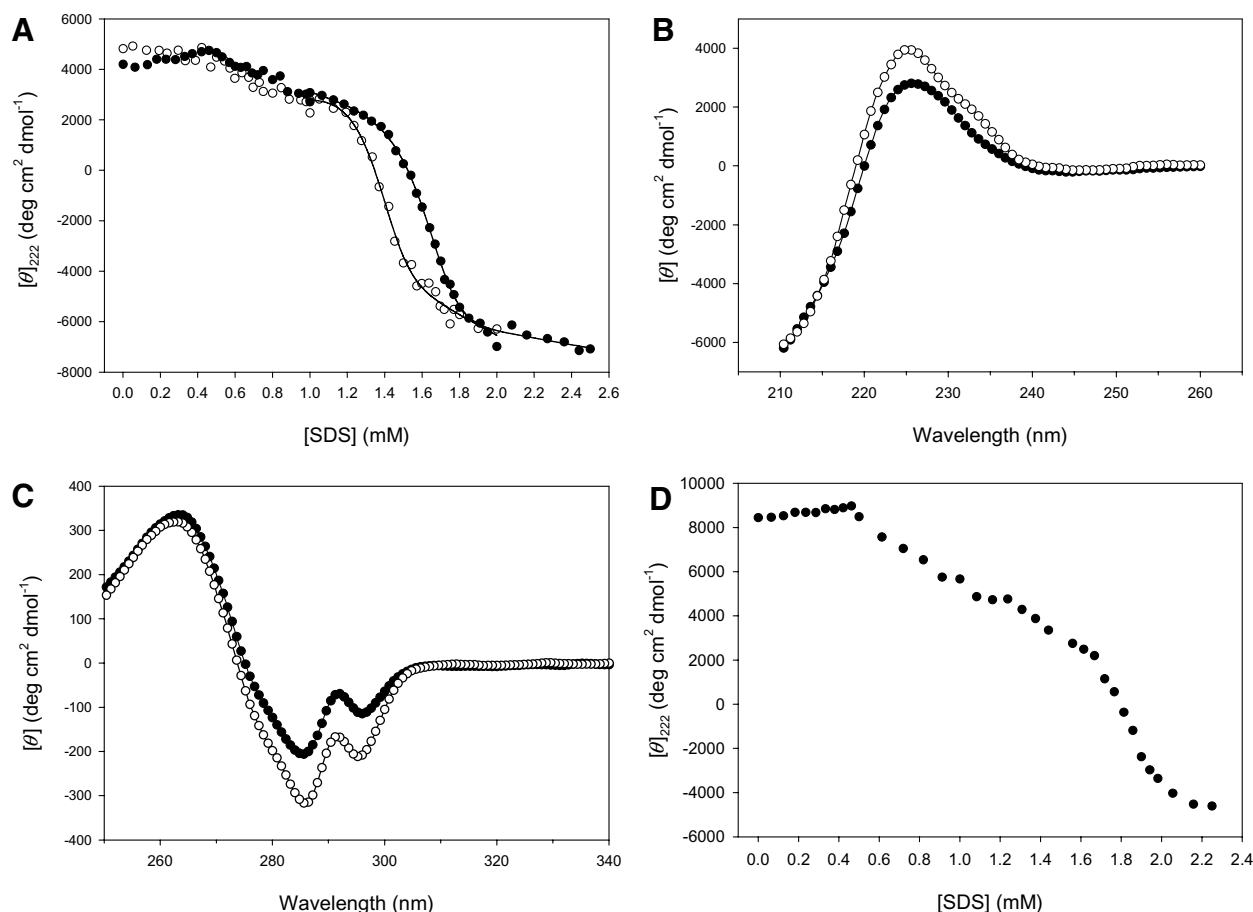 A
6000
4000
2000
0
-2000
-4000
-6000
-8000
[θ]222 (deg cm2 dmol-1)
0.0 0.2 0.4 0.6 0.8 1.0 1.2 1.4 1.6 1.8 2.0 2.2 2.4 2.6
[SDS] (mM)
B
4000
2000
0
-2000
-4000
-6000
[θ] (deg cm2 dmol-1)
210 220 230 240 250 260
Wavelength (nm)
C
400
300
200
100
0
-100
-200
-300
-400
[θ] (deg cm2 dmol-1)
260 280 300 320 340
Wavelength (nm)
D
10000
8000
6000
4000
2000
0
-2000
-4000
-6000
[θ]222 (deg cm2 dmol-1)
0.0 0.2 0.4 0.6 0.8 1.0 1.2 1.4 1.6 1.8 2.0 2.2 2.4
[SDS] (mM)